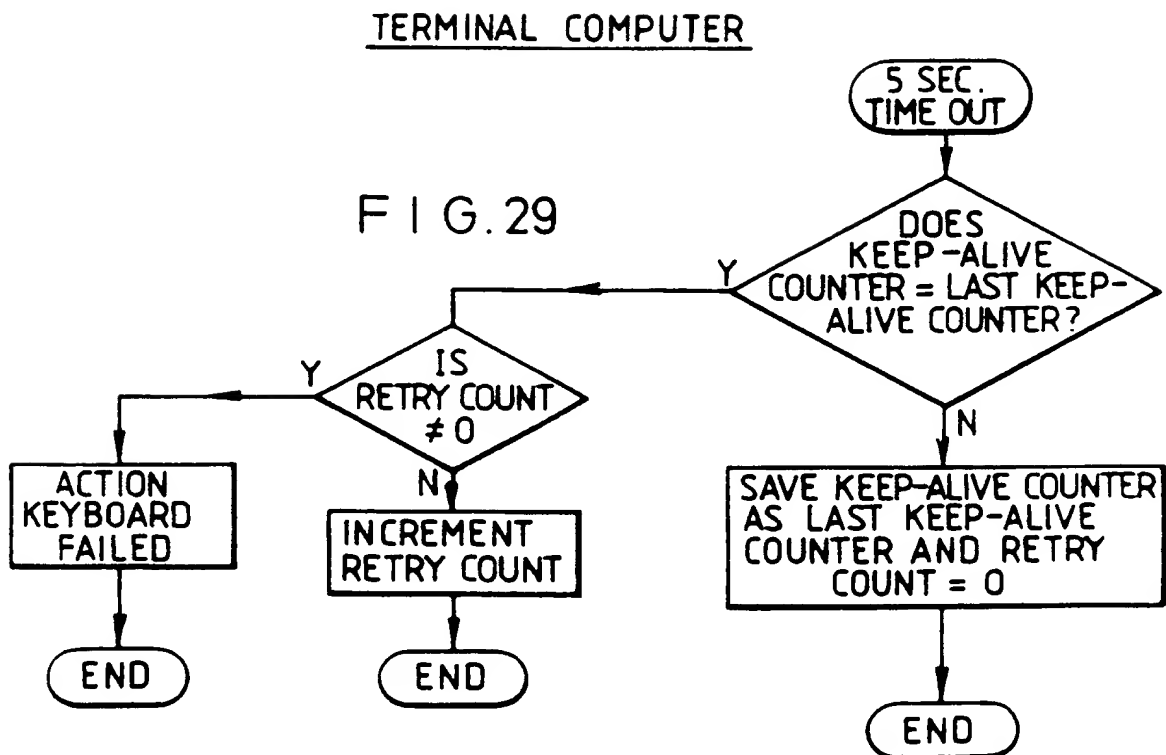 TERMINAL COMPUTER
5 SEC.
TIME OUT
FIG.29
DOES
KEEP-ALIVE
COUNTER = LAST KEEP-
ALIVE COUNTER?
Y
N
IS
RETRY COUNT
≠ 0
Y
N
ACTION
KEYBOARD
FAILED
INCREMENT
RETRY COUNT
SAVE KEEP-ALIVE COUNTER
AS LAST KEEP-ALIVE
COUNTER AND RETRY
COUNT = 0
END
END
END